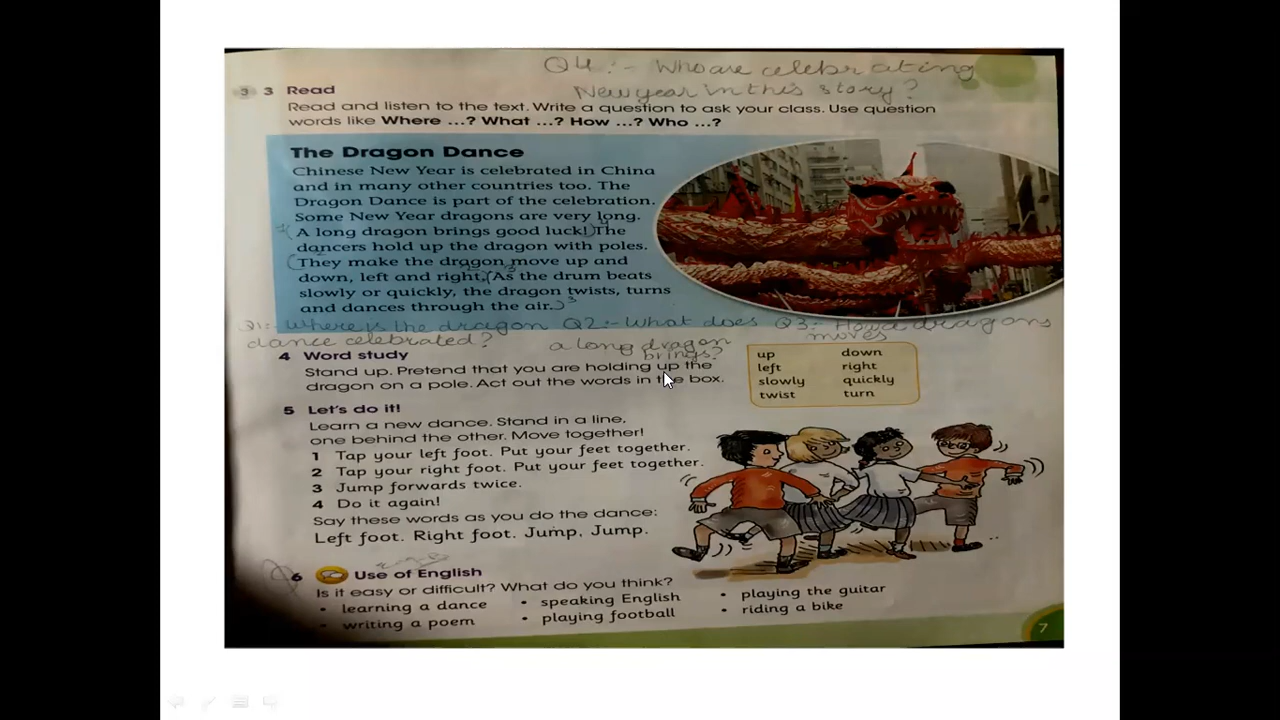 Q4:- Who are celebrating
New year in this story?
3 3 Read
Read and listen to the text. Write a question to ask your class. Use question
words like Where ...? What ...? How ...? Who ...?
The Dragon Dance
Chinese New Year is celebrated in China
and in many other countries too. The
Dragon Dance is part of the celebration.
Some New Year dragons are very long.
A long dragon brings good luck! The
dancers hold up the dragon with poles.
They make the dragon move up and
down, left and right. As the drum beats
slowly or quickly, the dragon twists, turns
and dances through the air.
Q1:- Where is the dragon
dance celebrated?
Q2:- What does
a long dragon
brings?
Q3:- How dragons
moves
4 Word study
Stand up. Pretend that you are holding up the
dragon on a pole. Act out the words in the box.
up down
left right
slowly quickly
twist turn
5 Let's do it!
Learn a new dance. Stand in a line,
one behind the other. Move together!
1 Tap your left foot. Put your feet together.
2 Tap your right foot. Put your feet together.
3 Jump forwards twice.
4 Do it again!
Say these words as you do the dance:
Left foot. Right foot. Jump. Jump.
6 Use of English
Is it easy or difficult? What do you think?
• learning a dance • speaking English • playing the guitar
• writing a poem • playing football • riding a bike
7